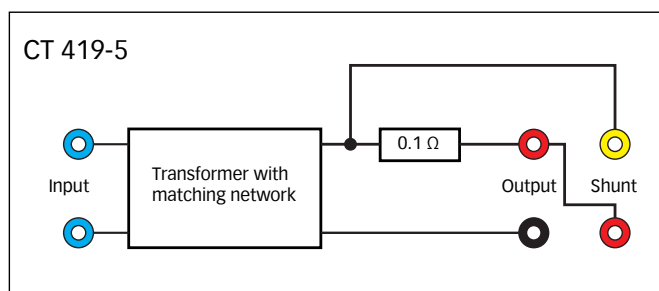 CT 419-5
0.1 Ω
Transformer with
matching network
Input
Output
Shunt